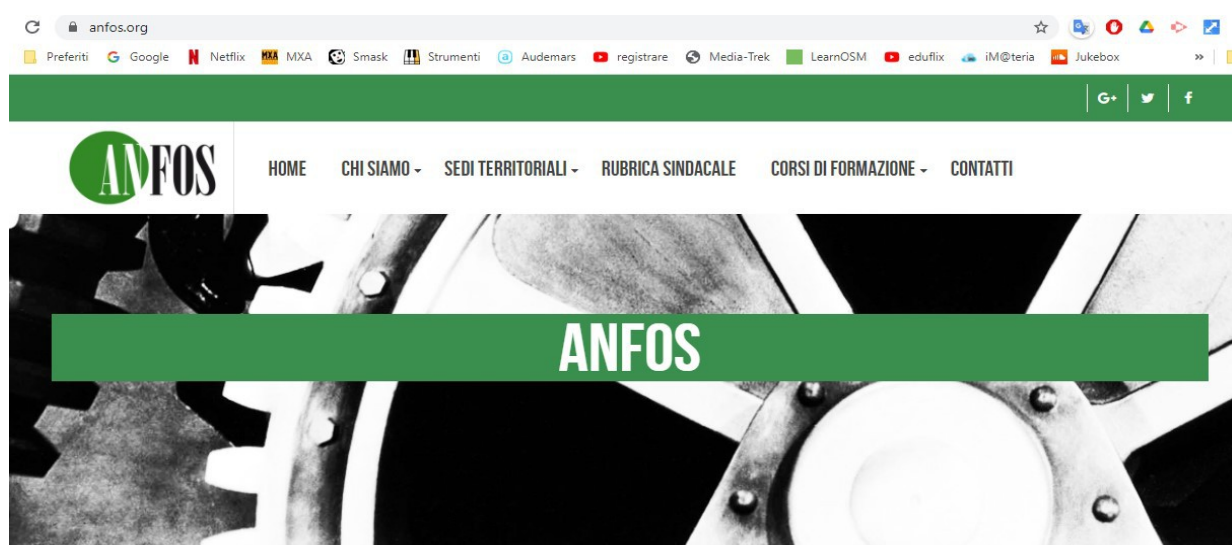 anfos.org
Preferiti Google Netflix MXA Smask Strumenti Audemars registrare Media-Trek LearnOSM eduflix iM@teria Jukebox »
G+ f
ANFOS HOME CHI SIAMO SEDI TERRITORIALI RUBRICA SINDACALE CORSI DI FORMAZIONE CONTATTI
ANFOS